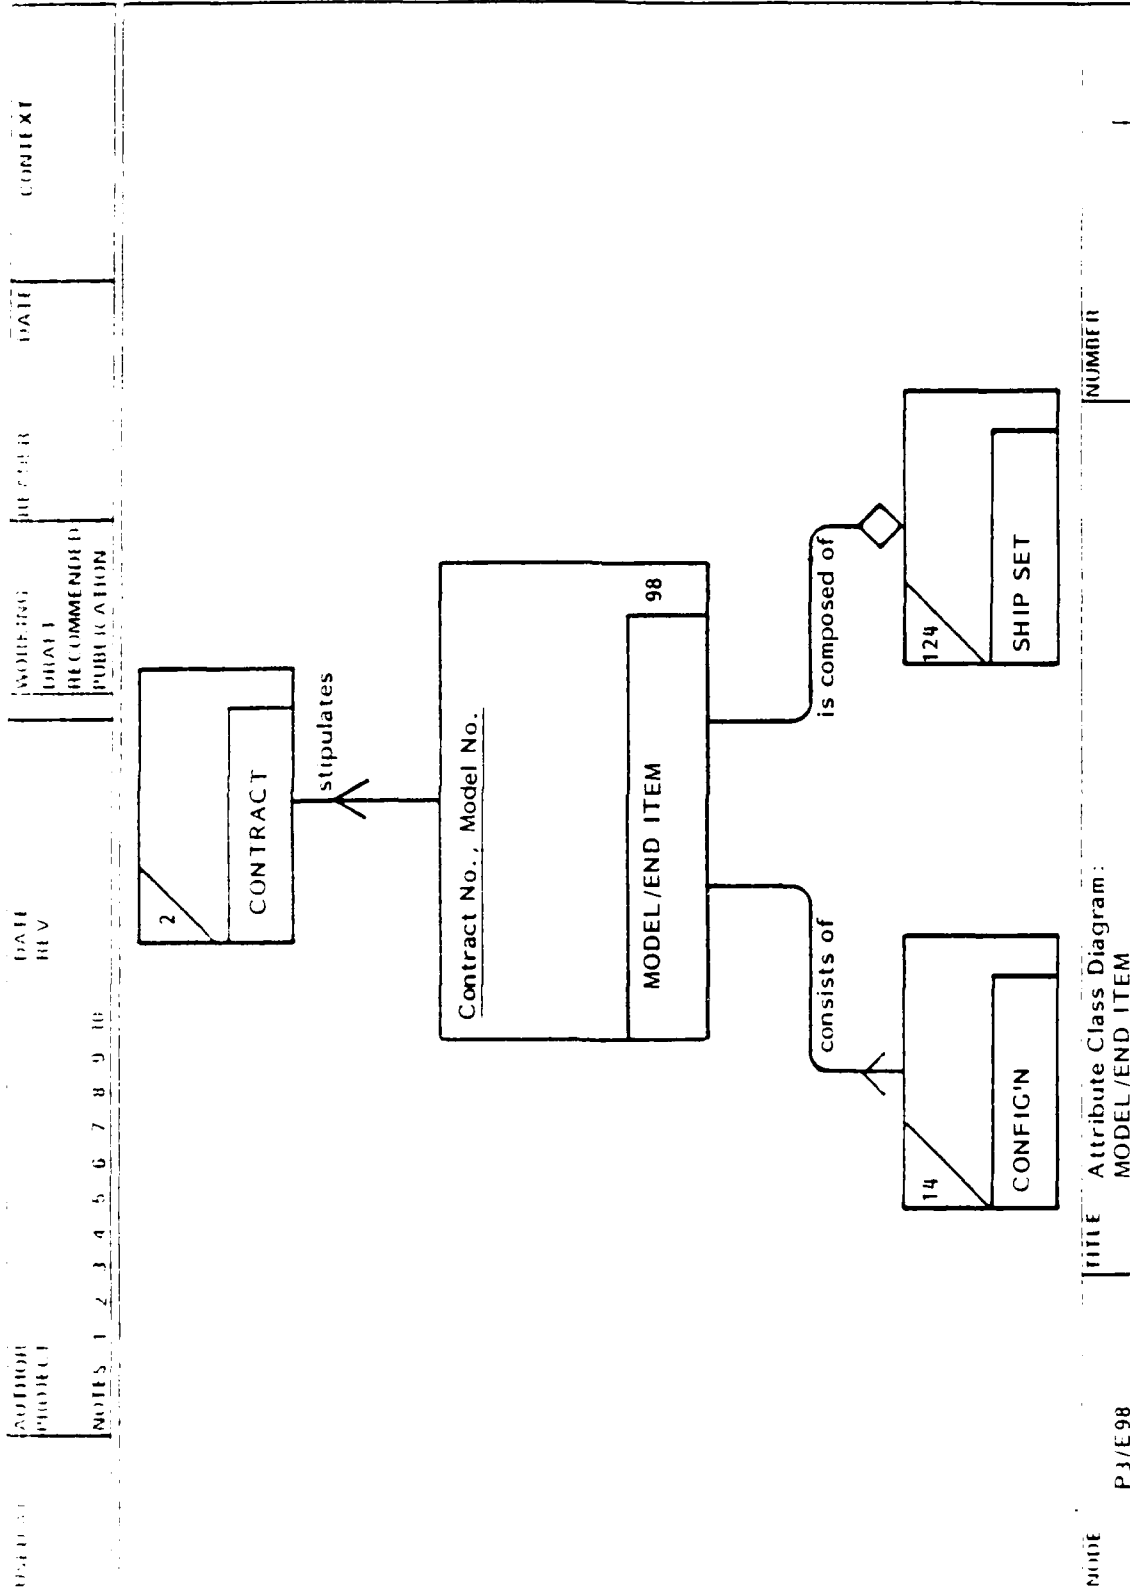 AUTHOR
PROJECT
DATE
REV
NOTES 1 2 3 4 5 6 7 8 9 10
WORKING
DRAFT
RECOMMENDED
PUBLICATION
READER
DATE
CONTEXT
2
CONTRACT
stipulates
Contract No., Model No.
MODEL/END ITEM
98
consists of
is composed of
14
CONFIG'N
124
SHIP SET
NODE
P3/E98
TITLE
Attribute Class Diagram:
MODEL/END ITEM
NUMBER